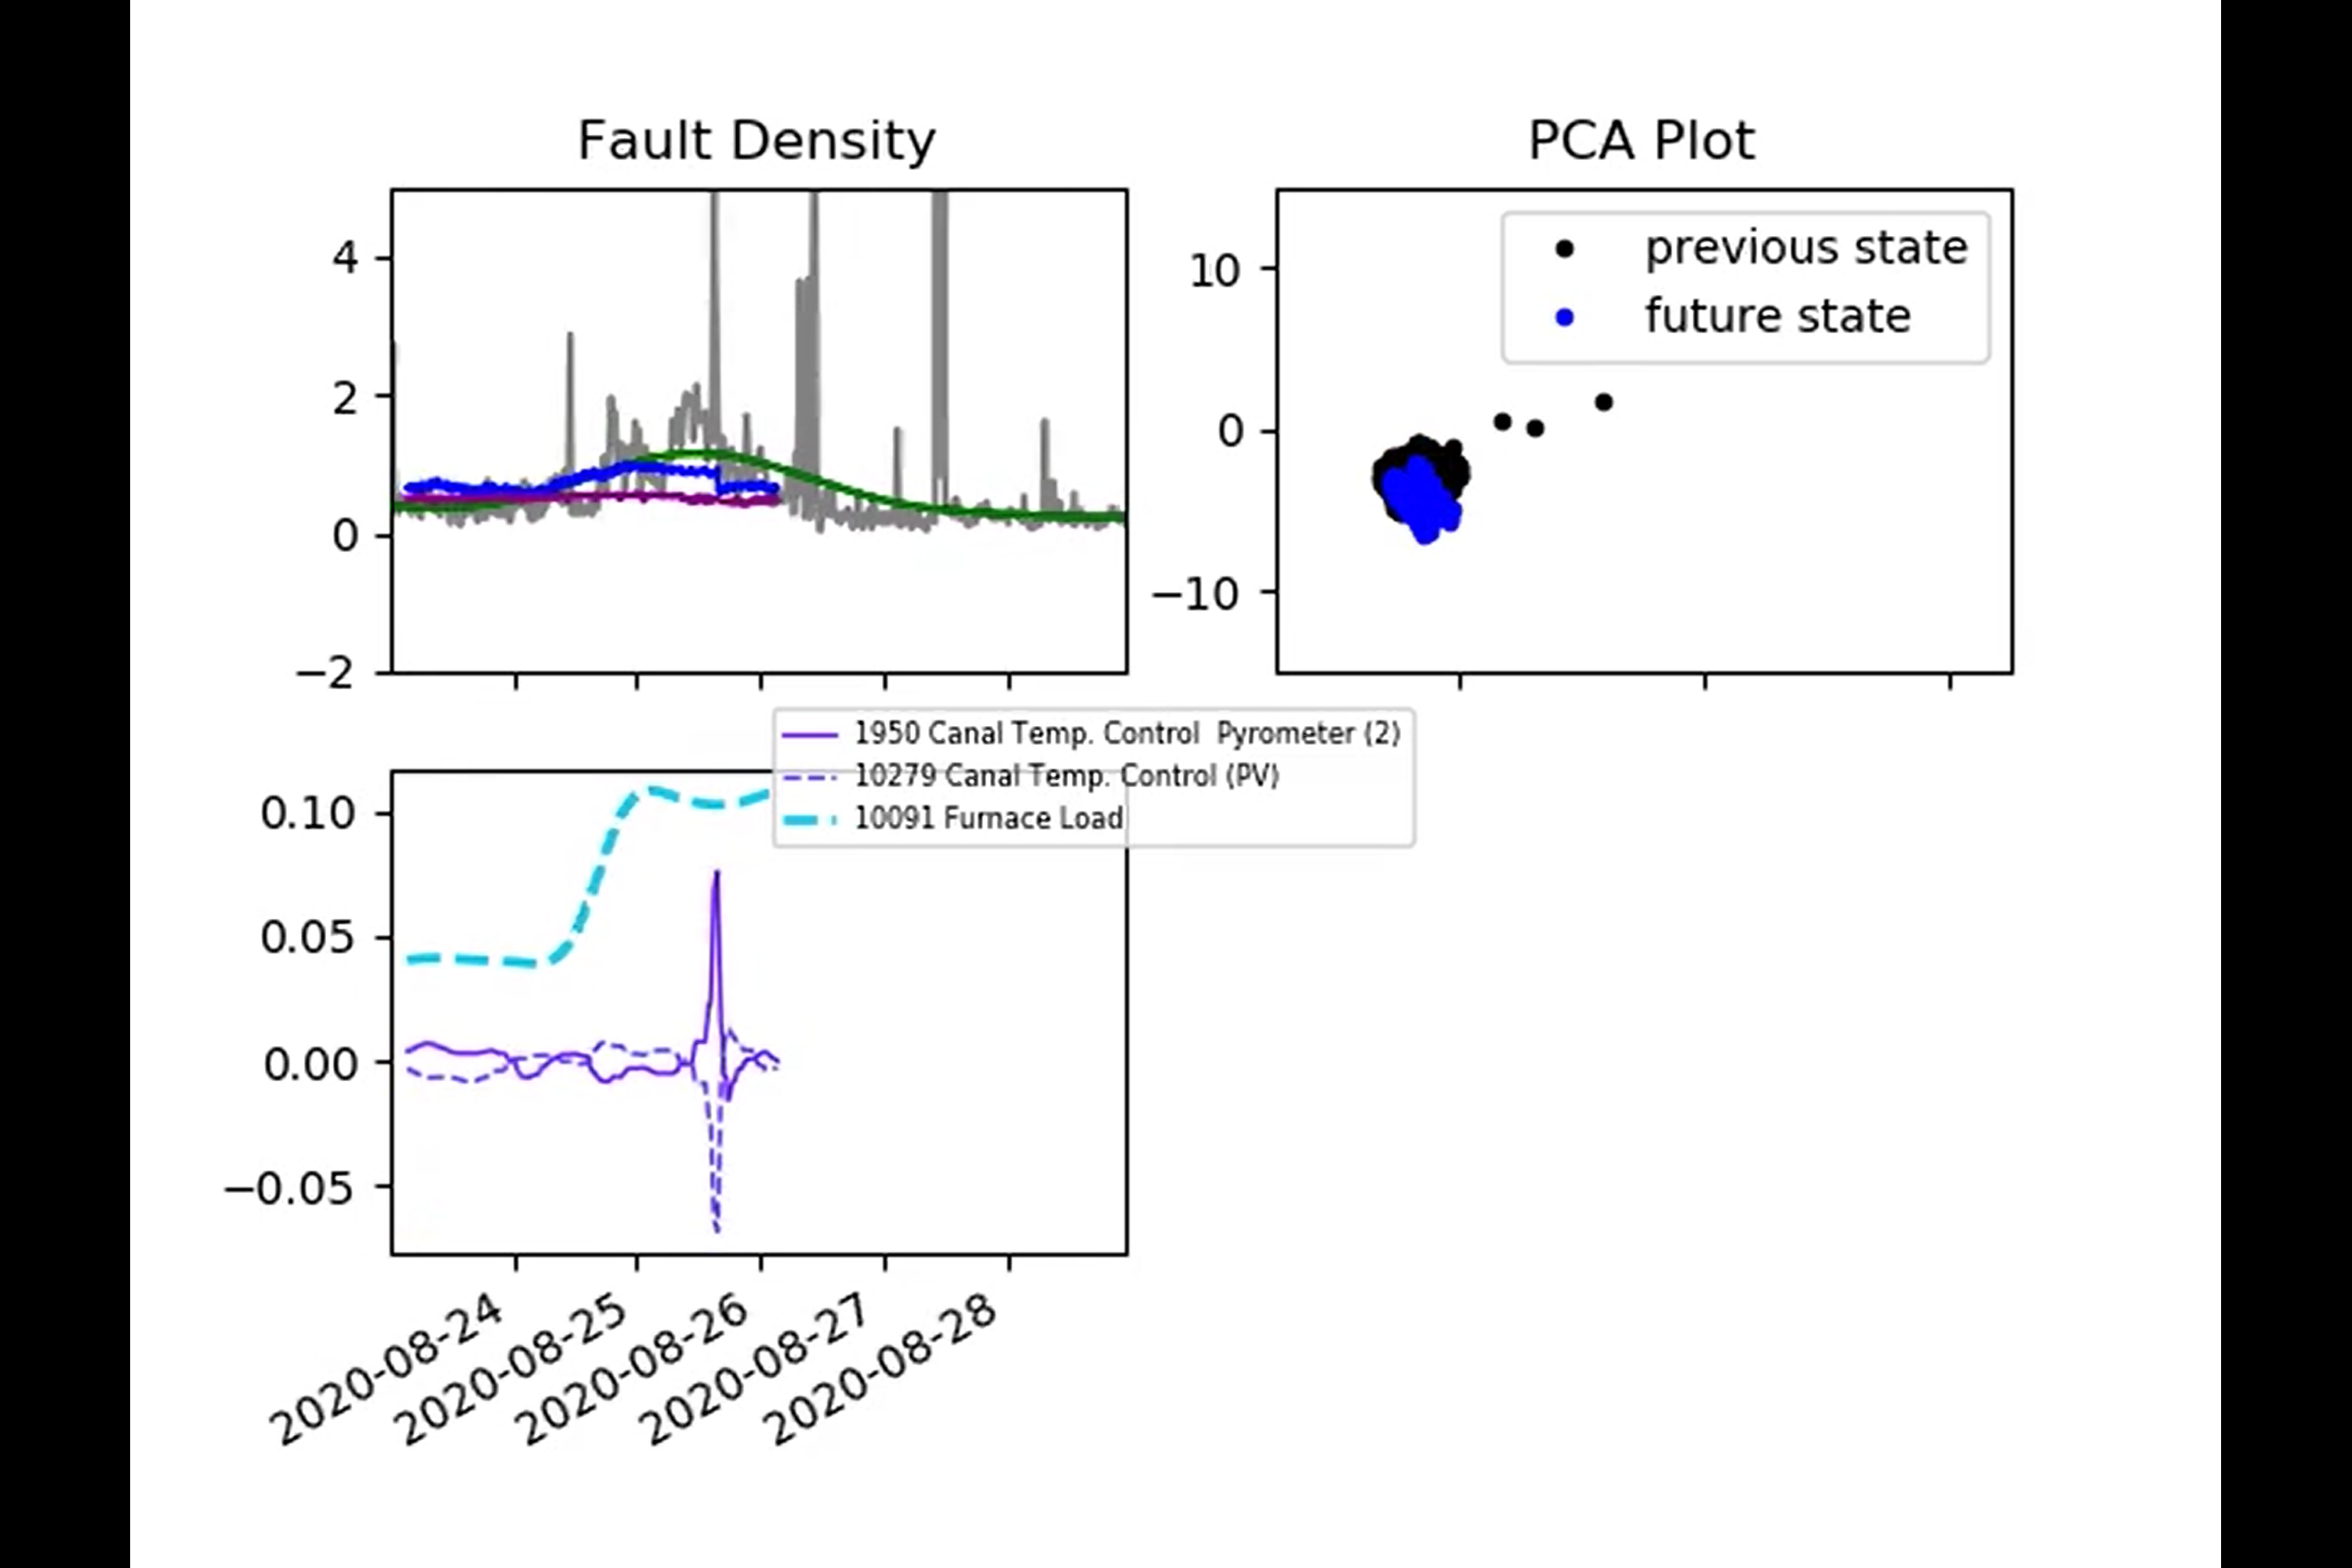 Fault Density
4
2
0
−2
PCA Plot
10
0
−10
previous state
future state
1950 Canal Temp. Control  Pyrometer (2)
10279 Canal Temp. Control (PV)
10091 Furnace Load
0.10
0.05
0.00
−0.05
2020-08-24
2020-08-25
2020-08-26
2020-08-27
2020-08-28